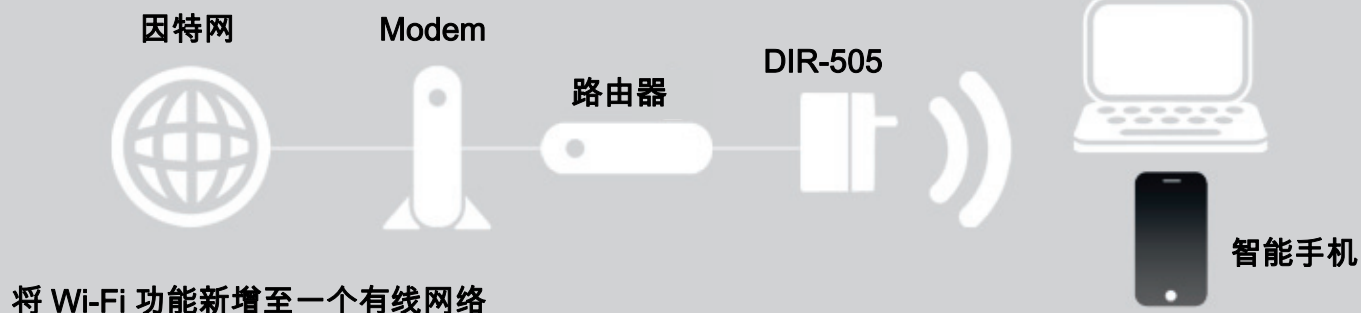 因特网
Modem
路由器
DIR-505
智能手机
将 Wi-Fi 功能新增至一个有线网络